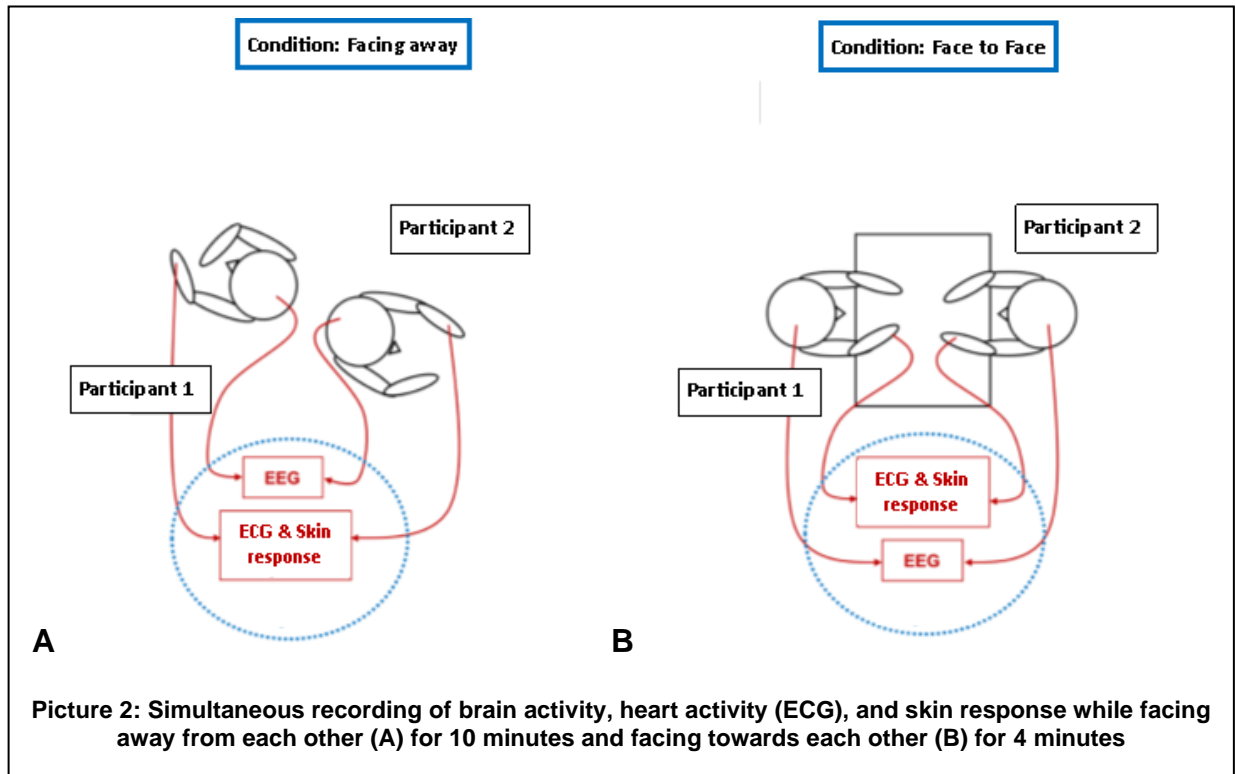 Condition: Facing away
Condition: Face to Face
Participant 2
Participant 2
Participant 1
Participant 1
EEG
ECG & Skin
response
ECG & Skin
response
EEG
A
B
Picture 2: Simultaneous recording of brain activity, heart activity (ECG), and skin response while facing
away from each other (A) for 10 minutes and facing towards each other (B) for 4 minutes